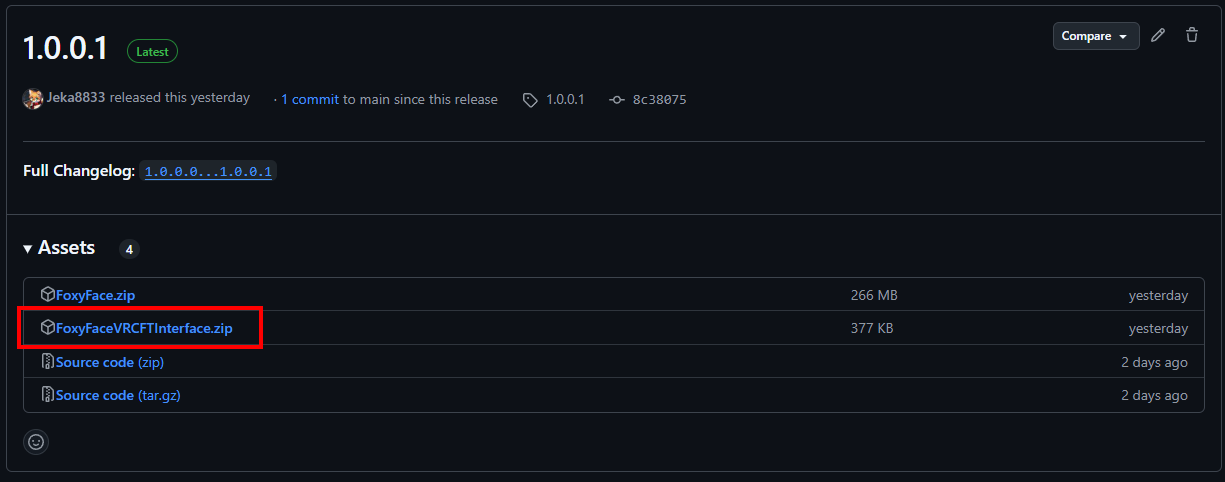 1.0.0.1 Latest Compare
Jeka8833 released this yesterday · 1 commit to main since this release 1.0.0.1 8c38075
Full Changelog: 1.0.0.0...1.0.0.1
Assets 4
FoxyFace.zip 266 MB yesterday
FoxyFaceVRCFTInterface.zip 377 KB yesterday
Source code (zip) 2 days ago
Source code (tar.gz) 2 days ago